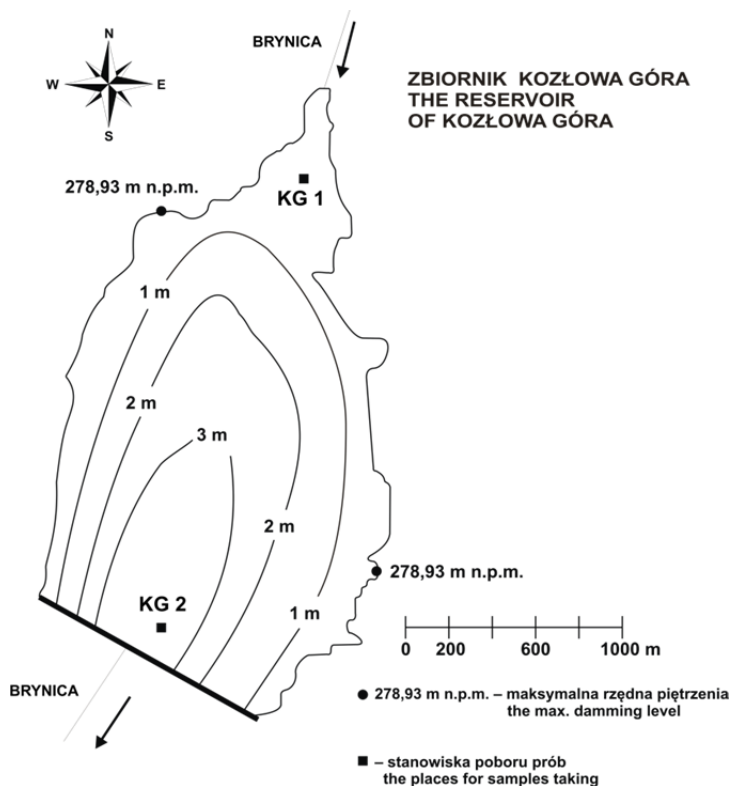 BRYNICA
N
W E
S
ZBIORNIK KOZŁOWA GÓRA
THE RESERVOIR
OF KOZŁOWA GÓRA
278,93 m n.p.m.
KG 1
1 m
2 m
3 m
2 m
278,93 m n.p.m.
KG 2
1 m
0 200 600 1000 m
BRYNICA
278,93 m n.p.m. – maksymalna rzędna piętrzenia
the max. damming level
– stanowiska poboru prób
the places for samples taking